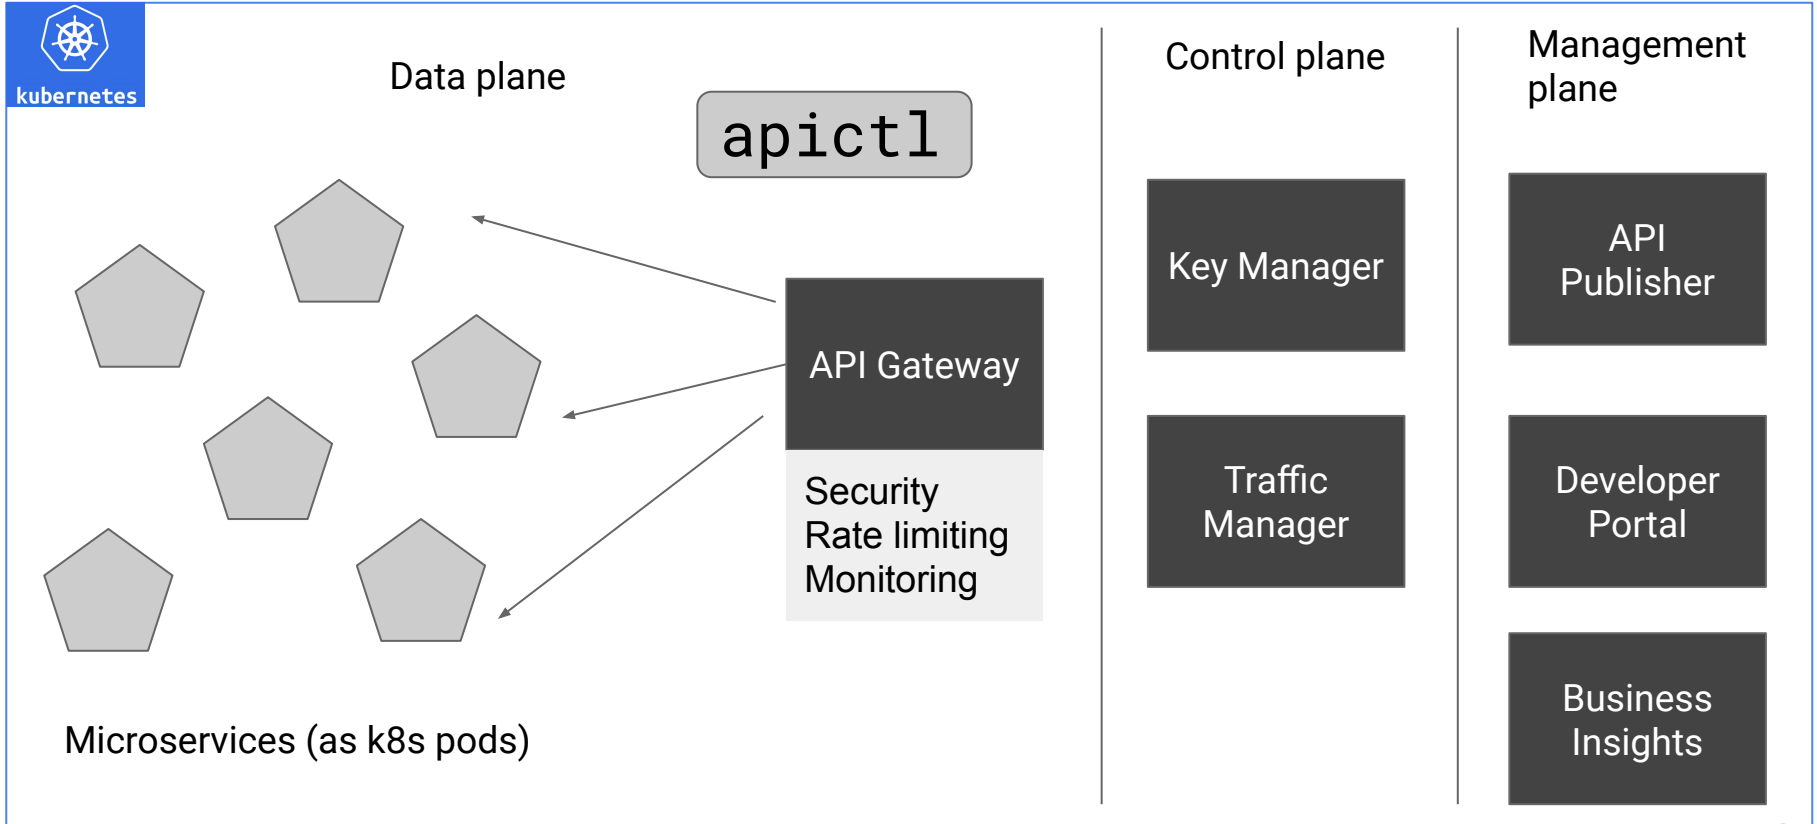 kubernetes
Data plane
apictl
API Gateway
Security
Rate limiting
Monitoring
Microservices (as k8s pods)
Control plane
Key Manager
Traffic
Manager
Management
plane
API
Publisher
Developer
Portal
Business
Insights